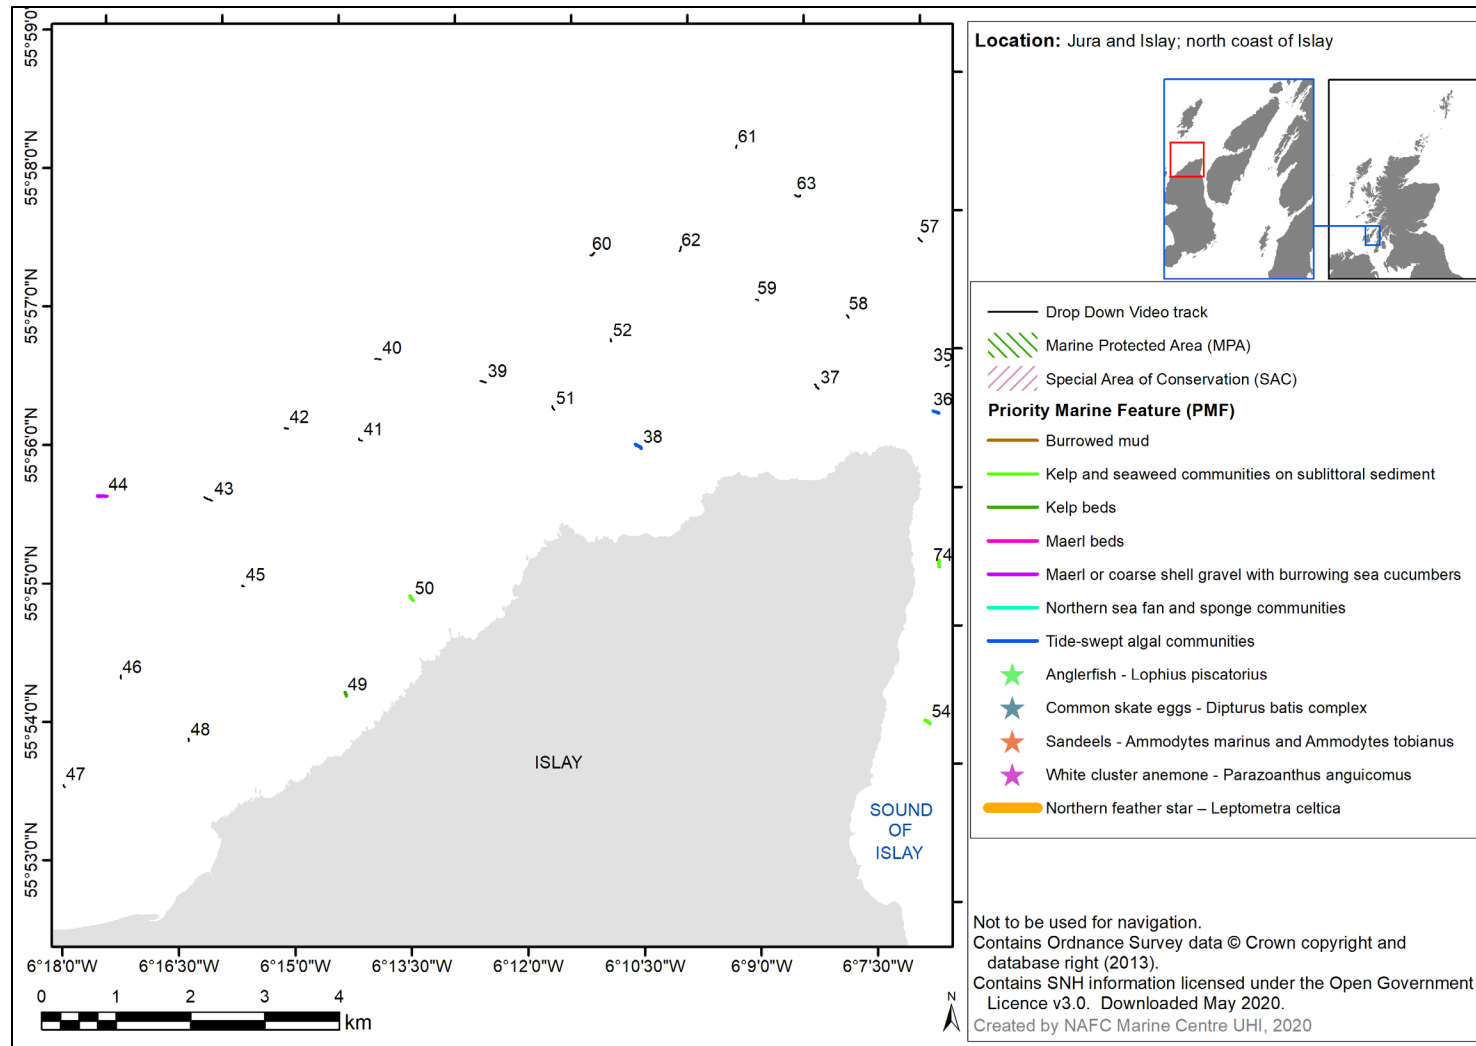 55°59'0"N
55°58'0"N
55°57'0"N
55°56'0"N
55°55'0"N
55°54'0"N
55°53'0"N
61
63
57
60
62
59
58
52
35
40
39
37
36
51
42
41
38
44
43
74
45
50
46
49
54
48
47
ISLAY
SOUND
OF
ISLAY
6°18'0"W 6°16'30"W 6°15'0"W 6°13'30"W 6°12'0"W 6°10'30"W 6°9'0"W 6°7'30"W
0 1 2 3 4
km
N
Location: Jura and Islay; north coast of Islay
Drop Down Video track
Marine Protected Area (MPA)
Special Area of Conservation (SAC)
Priority Marine Feature (PMF)
Burrowed mud
Kelp and seaweed communities on sublittoral sediment
Kelp beds
Maerl beds
Maerl or coarse shell gravel with burrowing sea cucumbers
Northern sea fan and sponge communities
Tide-swept algal communities
Anglerfish - Lophius piscatorius
Common skate eggs - Dipturus batis complex
Sandeels - Ammodytes marinus and Ammodytes tobianus
White cluster anemone - Parazoanthus anguicomus
Northern feather star – Leptometra celtica
Not to be used for navigation.
Contains Ordnance Survey data © Crown copyright and
database right (2013).
Contains SNH information licensed under the Open Government
Licence v3.0. Downloaded May 2020.
Created by NAFC Marine Centre UHI, 2020